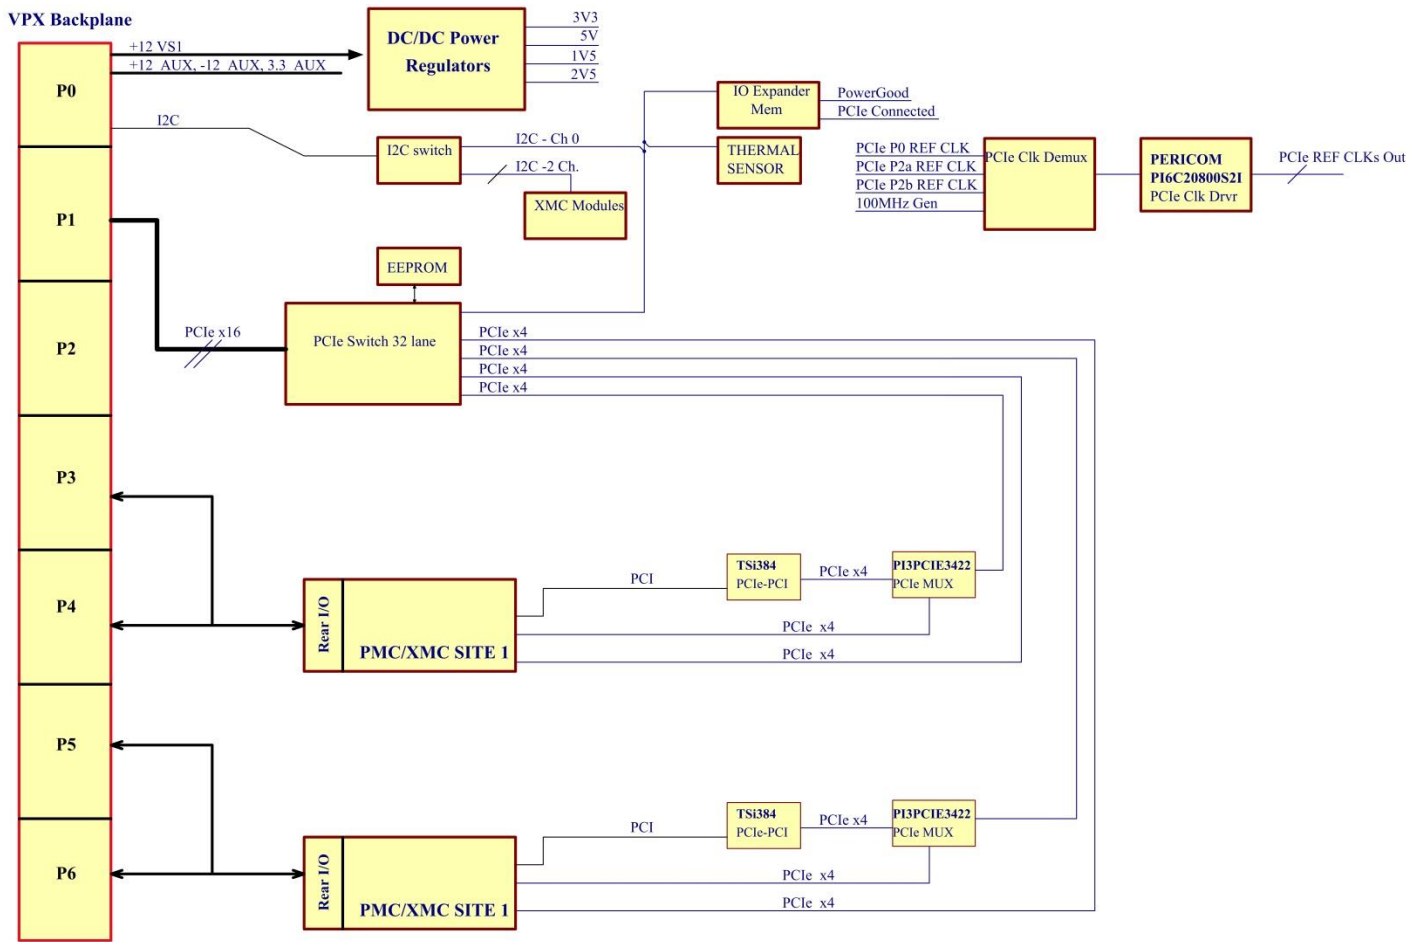 VPX Backplane
P0
P1
P2
P3
P4
P5
P6
+12 VS1
+12_AUX, -12_AUX, 3.3_AUX
I2C
DC/DC Power
Regulators
3V3
5V
1V5
2V5
I2C switch
I2C - Ch 0
I2C -2 Ch.
XMC Modules
IO Expander
Mem
PowerGood
PCIe Connected
THERMAL
SENSOR
PCIe P0 REF CLK
PCIe P2a REF CLK
PCIe P2b REF CLK
100MHz Gen
PCIe Clk Demux
PERICOM
PI6C20800S2I
PCIe Clk Drvr
PCIe REF CLKs Out
EEPROM
PCIe x16
PCIe Switch 32 lane
PCIe x4
PCIe x4
PCIe x4
PCIe x4
Rear I/O
PMC/XMC SITE 1
PCI
TSi384
PCIe-PCI
PCIe x4
PI3PCIE3422
PCIe MUX
PCIe x4
PCIe x4
Rear I/O
PMC/XMC SITE 1
PCI
TSi384
PCIe-PCI
PCIe x4
PI3PCIE3422
PCIe MUX
PCIe x4
PCIe x4